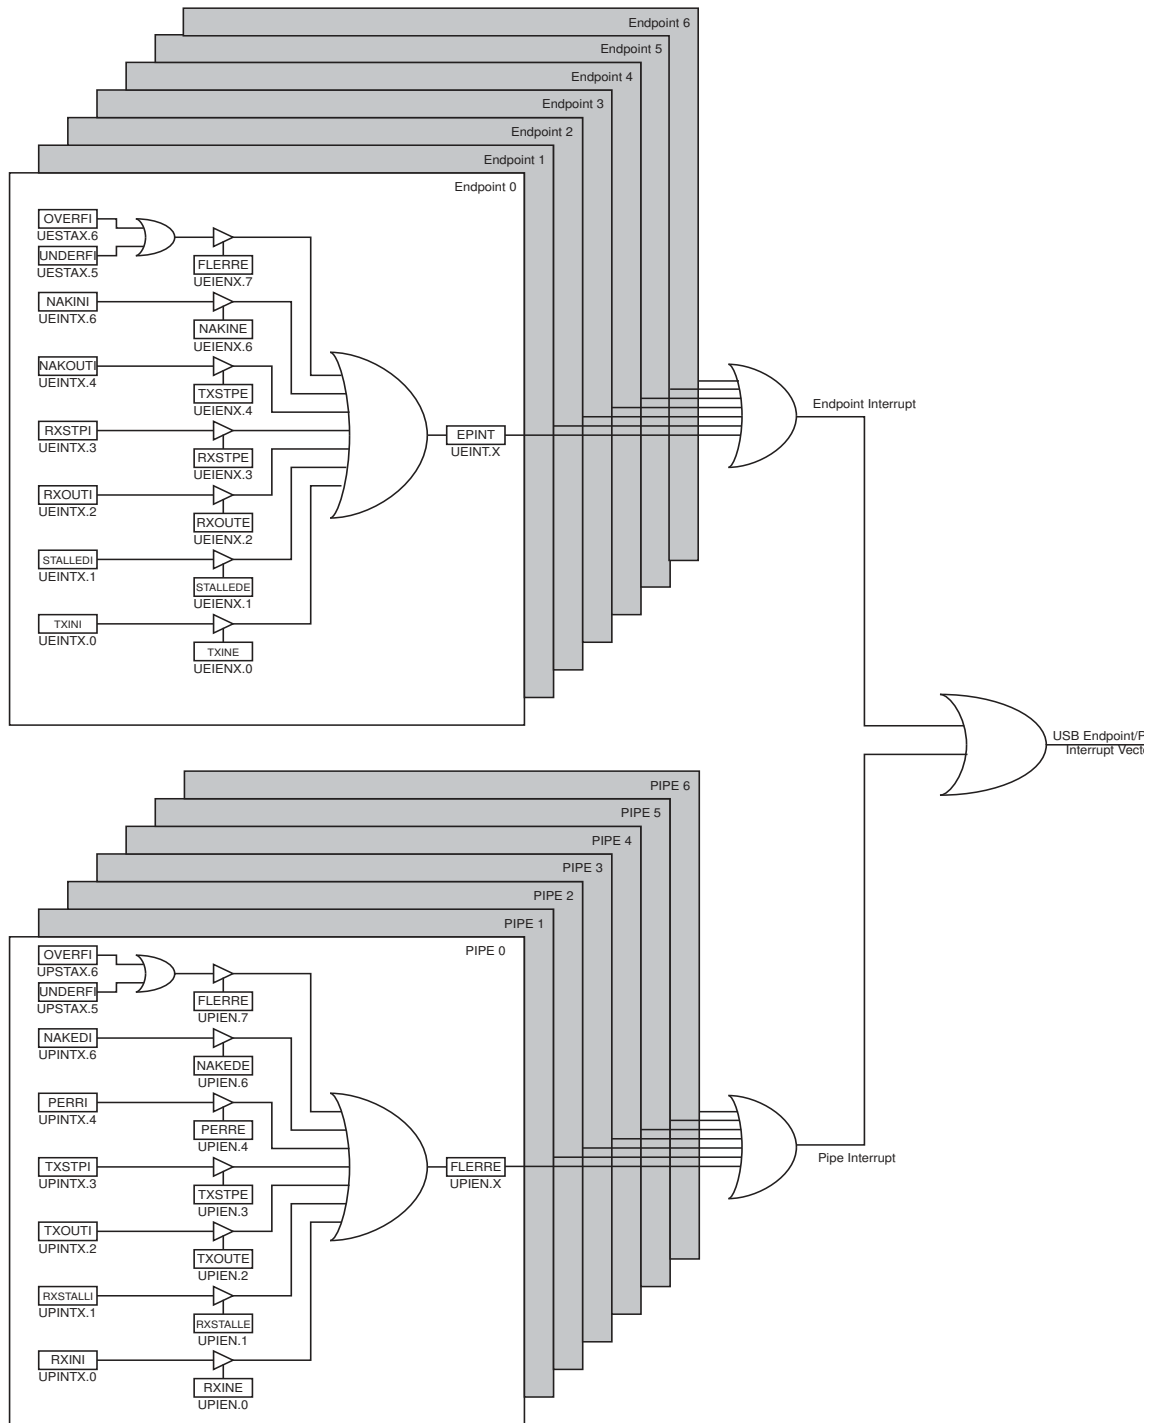 Endpoint 6
Endpoint 5
Endpoint 4
Endpoint 3
Endpoint 2
Endpoint 1
Endpoint 0
OVERFI
UESTAX.6
UNDERFI
UESTAX.5
FLERRE
UEIENX.7
NAKINI
UEINTX.6
NAKINE
UEIENX.6
NAKOUTI
UEINTX.4
TXSTPE
UEIENX.4
RXSTPI
UEINTX.3
RXSTPE
UEIENX.3
RXOUTI
UEINTX.2
RXOUTE
UEIENX.2
STALLEDI
UEINTX.1
STALLEDE
UEIENX.1
TXINI
UEINTX.0
TXINE
UEIENX.0
EPINT
UEINT.X
Endpoint Interrupt
USB Endpoint/
Interrupt
PIPE 6
PIPE 5
PIPE 4
PIPE 3
PIPE 2
PIPE 1
PIPE 0
OVERFI
UPSTAX.6
UNDERFI
UPSTAX.5
FLERRE
UPIEN.7
NAKEDI
UPINTX.6
NAKEDE
UPIEN.6
PERRI
UPINTX.4
PERRE
UPIEN.4
TXSTPI
UPINTX.3
TXSTPE
UPIEN.3
TXOUTI
UPINTX.2
TXOUTE
UPIEN.2
RXSTALLI
UPINTX.1
RXSTALLE
UPIEN.1
RXINI
UPINTX.0
RXINE
UPIEN.0
FLERRE
UPIEN.X
Pipe Interrupt